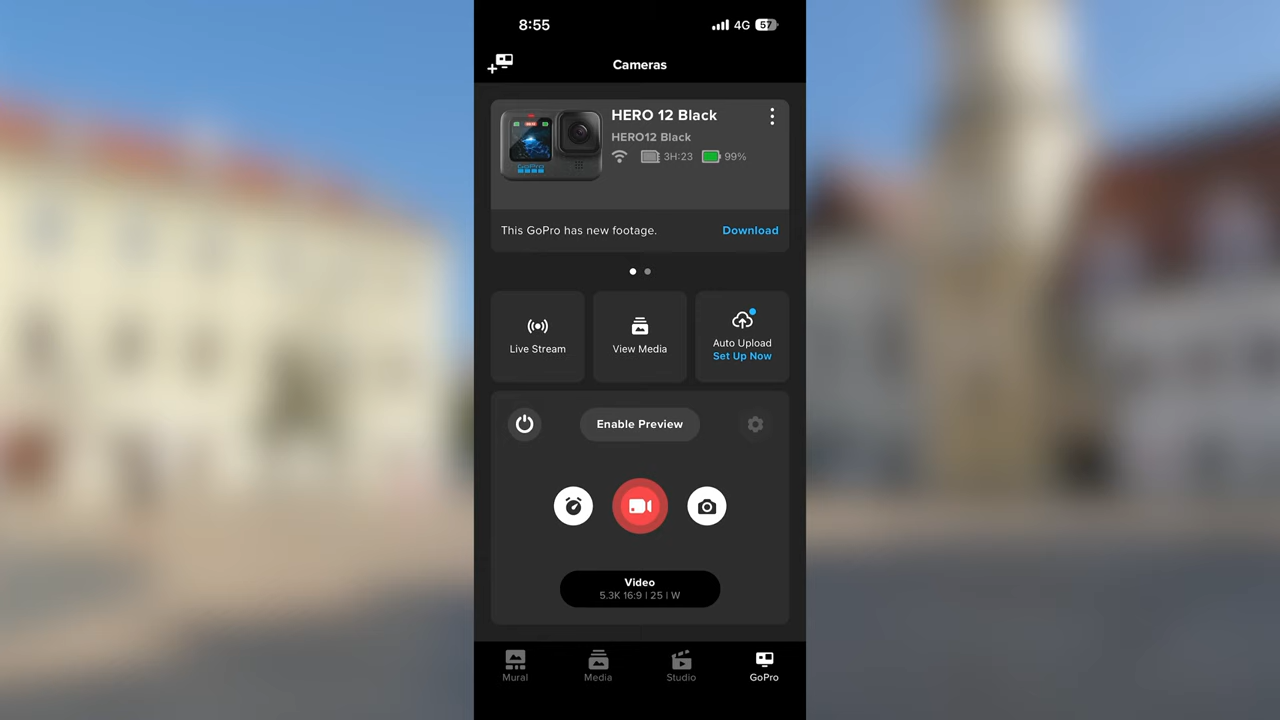 8:55
4G
57
Cameras
HERO 12 Black
HERO12 Black
3H:23
99%
GoPro
This GoPro has new footage.
Download
Live Stream
View Media
Auto Upload
Set Up Now
Enable Preview
Video
5.3K 16:9 | 25 | W
Mural
Media
Studio
GoPro